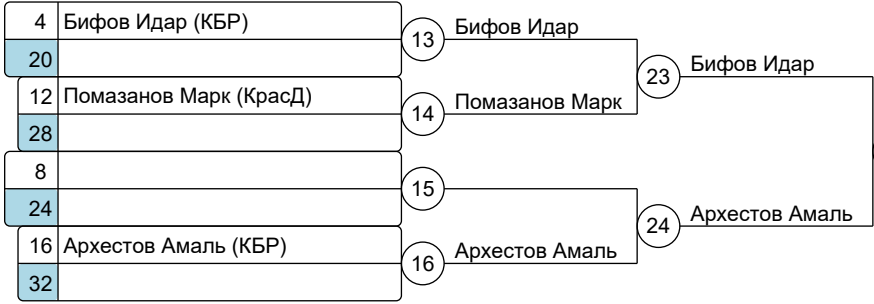 4 Бифов Идар (КБР)
20
12 Помазанов Марк (КрасД)
28
8
24
16 Архестов Амаль (КБР)
32
13 Бифов Идар
14 Помазанов Марк
15
16 Архестов Амаль
23 Бифов Идар
24 Архестов Амаль